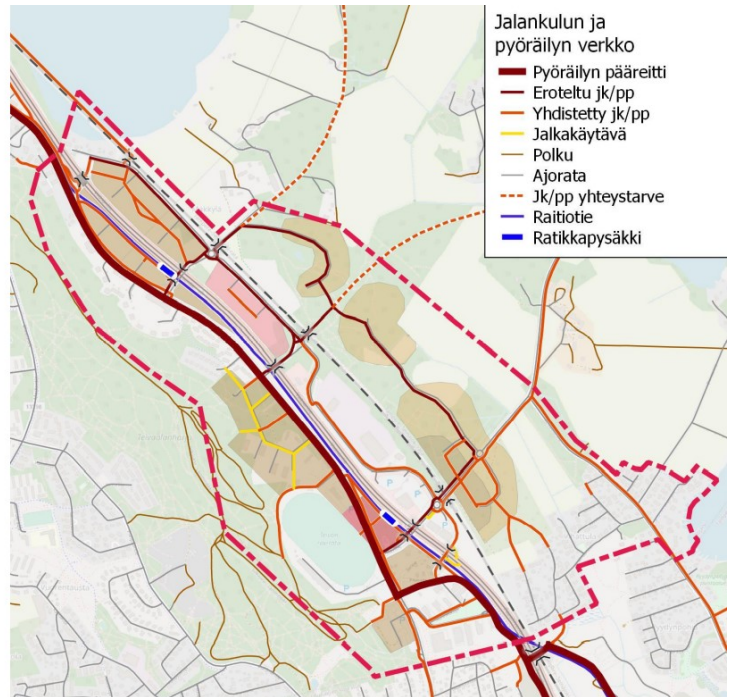 Jalankulun ja
pyöräilyn verkko
Pyöräilyn pääreitti
Eroteltu jk/pp
Yhdistetty jk/pp
Jalkakäytävä
Polku
Ajorata
Jk/pp yhteystarve
Raitiotie
Ratikkapysäkki
P
P
P
P